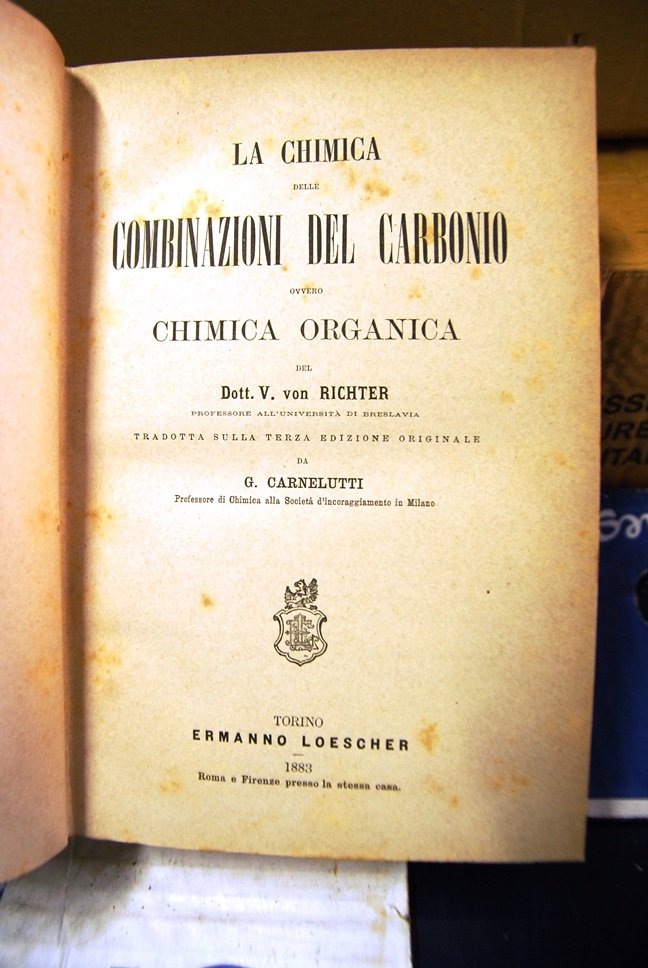 LA CHIMICA
DELLE
COMBINAZIONI DEL CARBONIO
OVVERO
CHIMICA ORGANICA
DEL
Dott. V. von RICHTER
PROFESSORE ALL'UNIVERSITÀ DI BRESLAVIA
TRADOTTA SULLA TERZA EDIZIONE ORIGINALE
DA
G. CARNELUTTI
Professore di Chimica alla Società d'incoraggiamento in Milano
TORINO
ERMANNO LOESCHER
1883
Roma e Firenze presso la stessa casa.